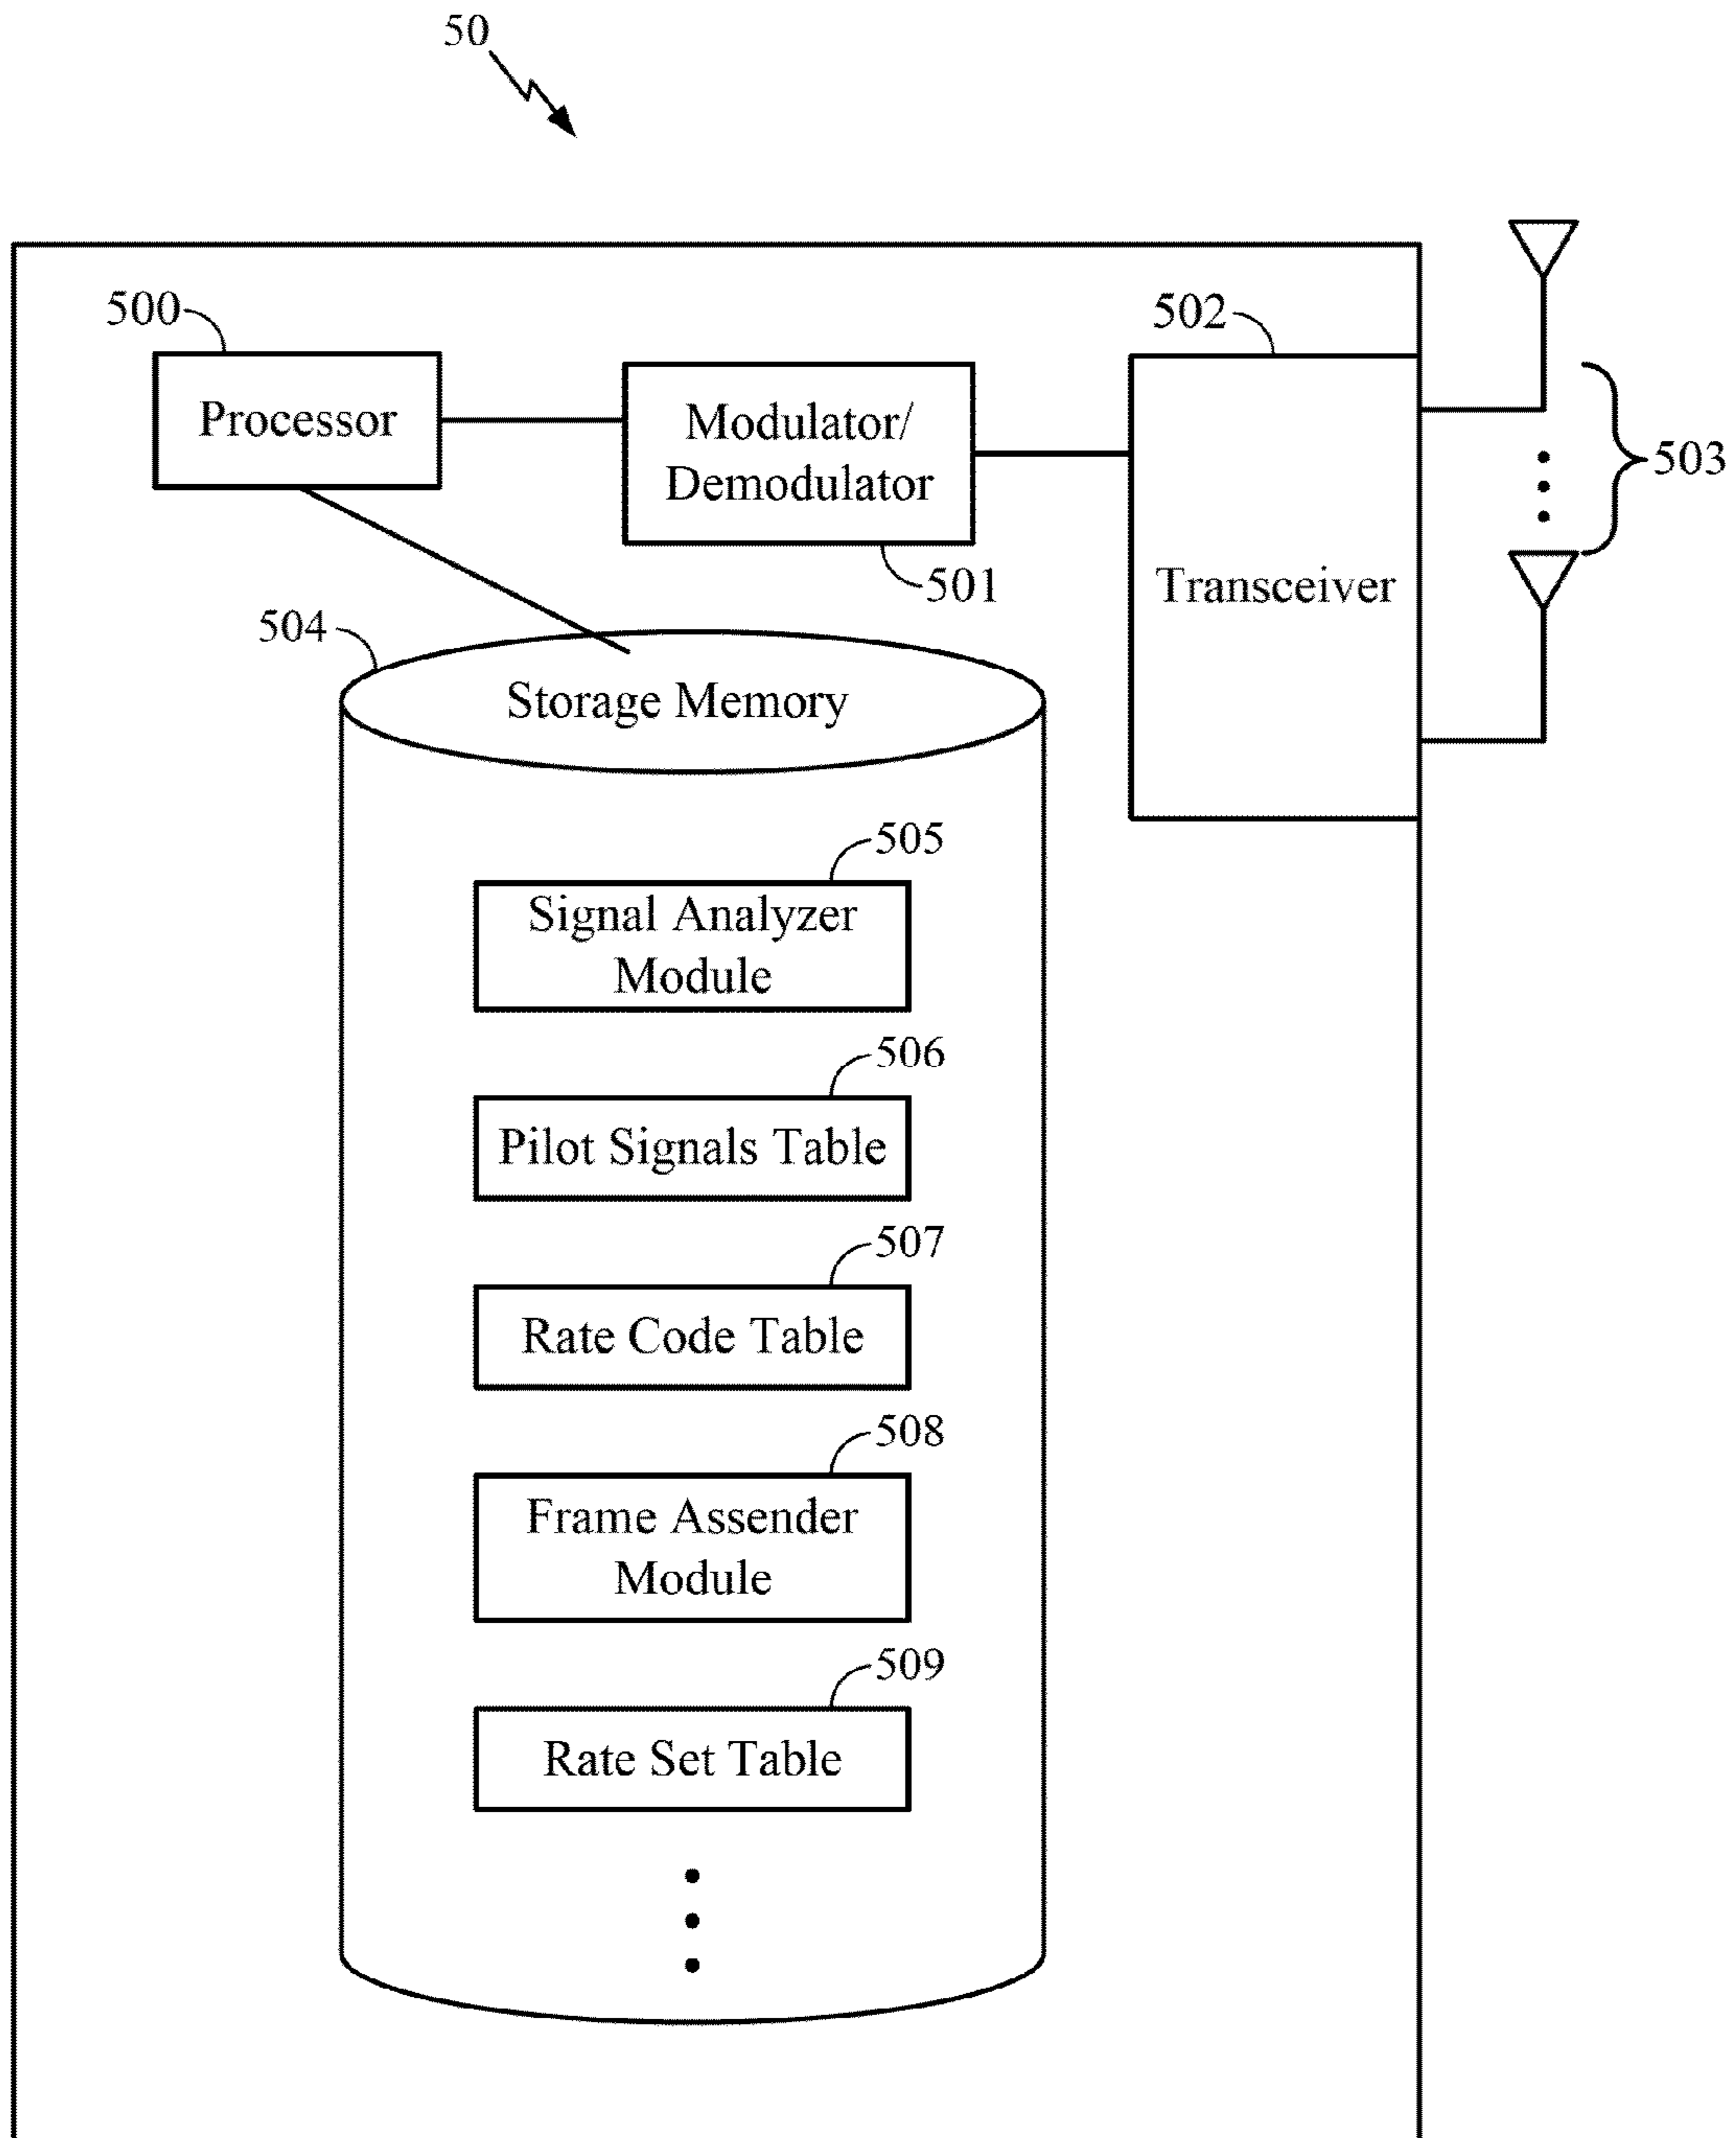 50
500
Processor
Modulator/
Demodulator
501
502
Transceiver
503
504
Storage Memory
505
Signal Analyzer
Module
506
Pilot Signals Table
507
Rate Code Table
508
Frame Assender
Module
509
Rate Set Table